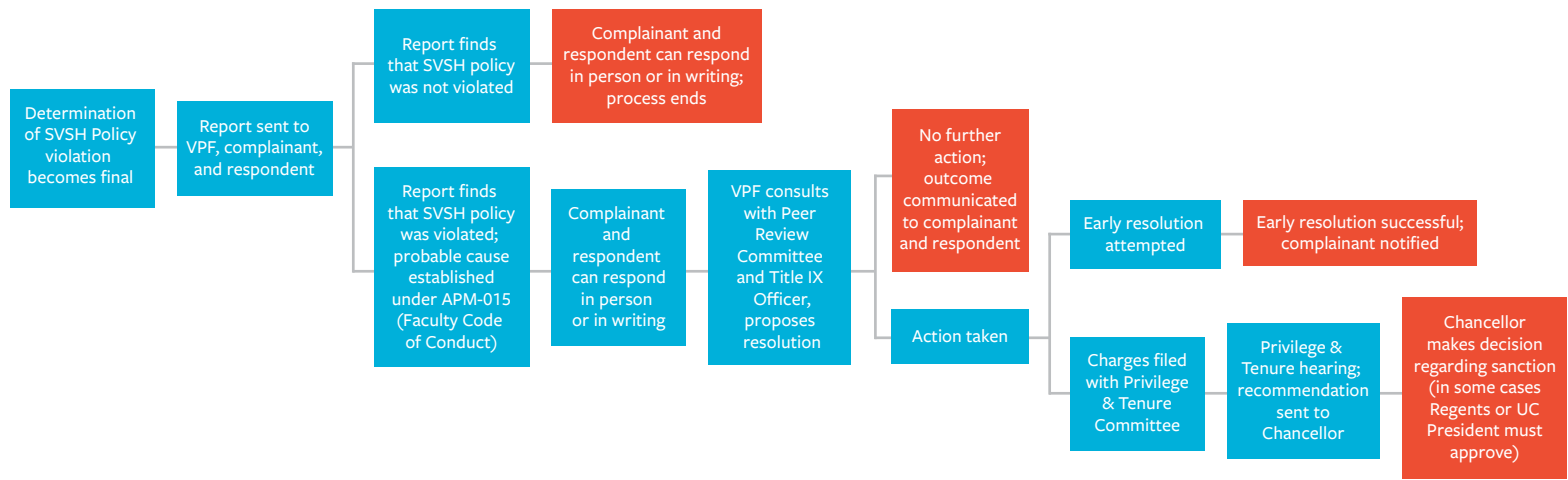 Determination
of SVSH Policy
violation
becomes final
Report sent to
VPF, complainant,
and respondent
Report finds
that SVSH policy
was not violated
Complainant and
respondent can respond
in person or in writing;
process ends
Report finds
that SVSH policy
was violated;
probable cause
established
under APM-015
(Faculty Code
of Conduct)
Complainant
and
respondent
can respond
in person
or in writing
VPF consults
with Peer
Review
Committee
and Title IX
Officer,
proposes
resolution
No further
action;
outcome
communicated
to complainant
and respondent
Action taken
Early resolution
attempted
Early resolution successful;
complainant notified
Charges filed
with Privilege
& Tenure
Committee
Privilege &
Tenure hearing;
recommendation
sent to
Chancellor
Chancellor
makes decision
regarding sanction
(in some cases
Regents or UC
President must
approve)